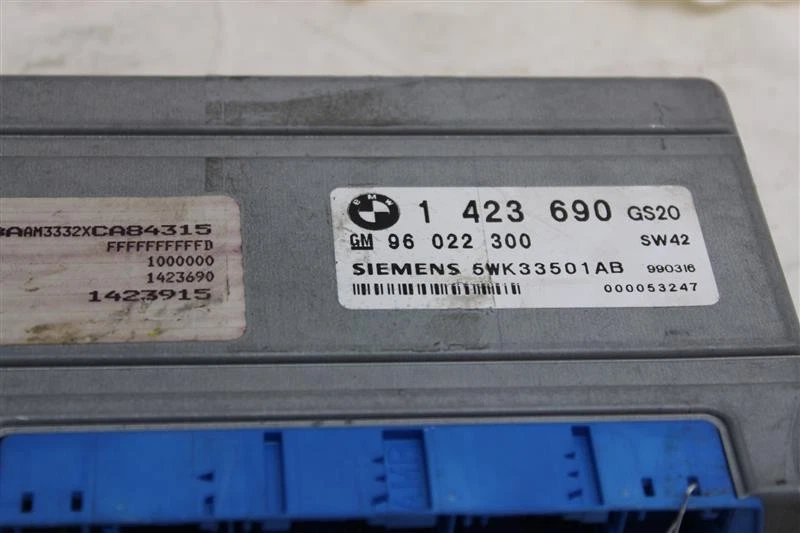 AAM3332XCA84315
FFFFFFFFFFD
1000000
1423690
1423915
BMW 1 423 690 GS20
GM 96 022 300 SW42
SIEMENS 5WK33501AB 990316
000053247
AMP